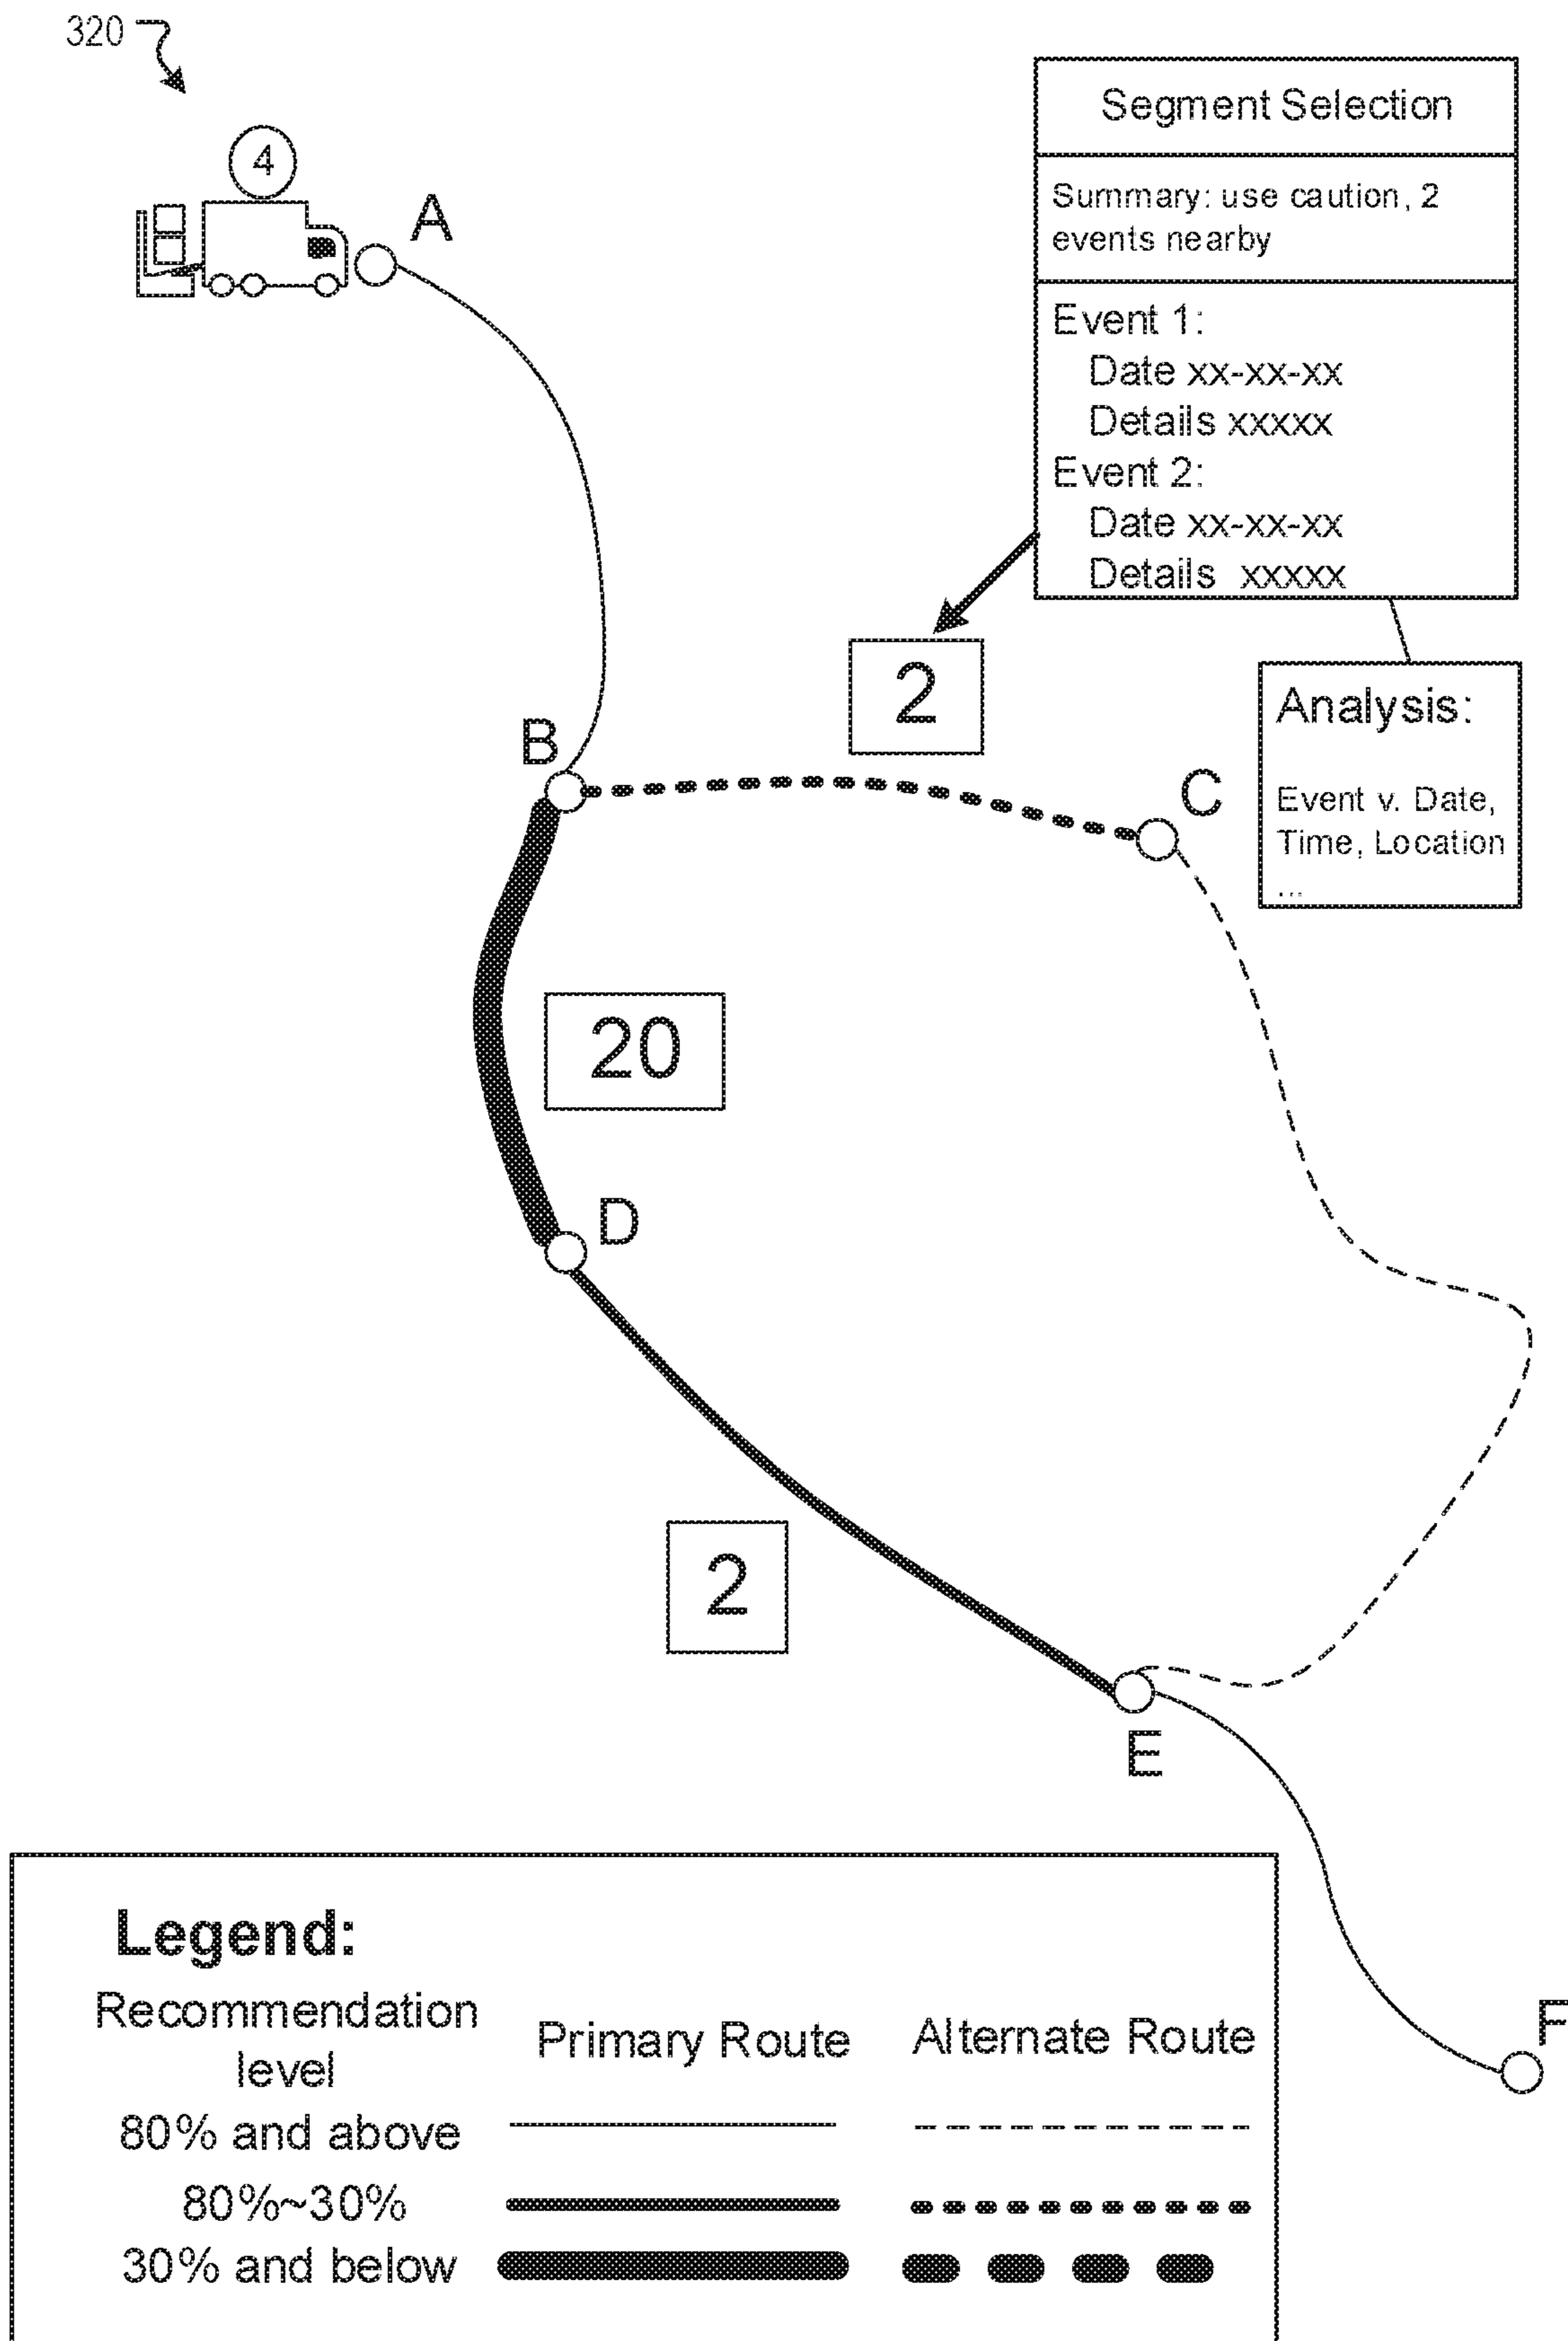 320
4
A
Segment Selection
Summary: use caution, 2
events nearby
Event 1:
Date xx-xx-xx
Details xxxxx
Event 2:
Date xx-xx-xx
Details xxxxx
2
Analysis:
Event v. Date,
Time, Location
...
B
C
20
D
2
E
F
Legend:
Recommendation
level
Primary Route
Alternate Route
80% and above
80%~30%
30% and below